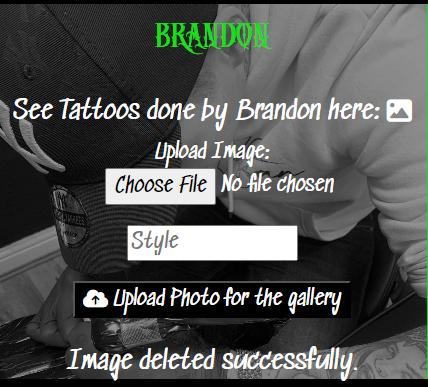 BRANDON
See Tattoos done by Brandon here:
Upload Image:
Choose File No file chosen
Style
Upload Photo for the gallery
Image deleted successfully.